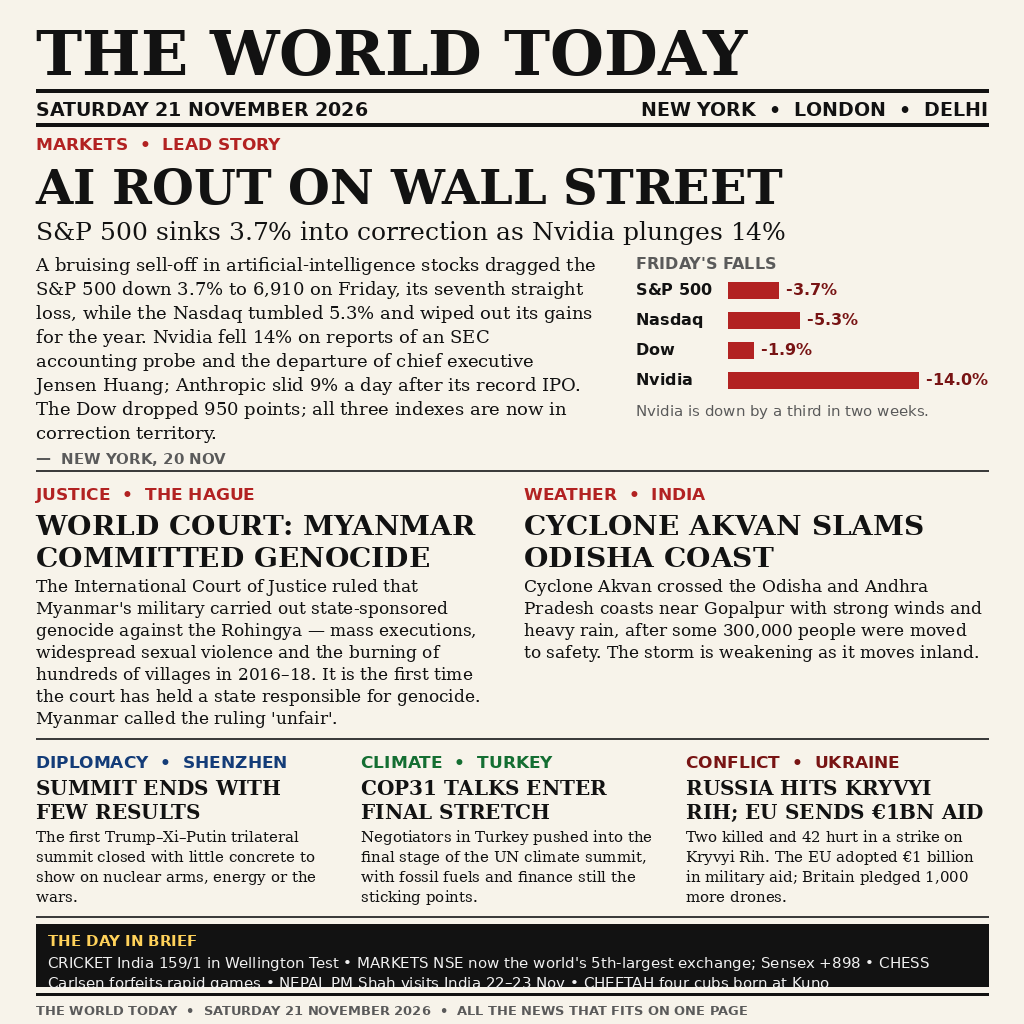 THE WORLD TODAY
SATURDAY 21 NOVEMBER 2026
NEW YORK • LONDON • DELHI
MARKETS • LEAD STORY
AI ROUT ON WALL STREET
S&P 500 sinks 3.7% into correction as Nvidia plunges 14%
A bruising sell-off in artificial-intelligence stocks dragged the
S&P 500 down 3.7% to 6,910 on Friday, its seventh straight
loss, while the Nasdaq tumbled 5.3% and wiped out its gains
for the year. Nvidia fell 14% on reports of an SEC
accounting probe and the departure of chief executive
Jensen Huang; Anthropic slid 9% a day after its record IPO.
The Dow dropped 950 points; all three indexes are now in
correction territory.
— NEW YORK, 20 NOV
FRIDAY'S FALLS
S&P 500 -3.7%
Nasdaq -5.3%
Dow -1.9%
Nvidia -14.0%
Nvidia is down by a third in two weeks.
JUSTICE • THE HAGUE
WORLD COURT: MYANMAR
COMMITTED GENOCIDE
The International Court of Justice ruled that
Myanmar's military carried out state-sponsored
genocide against the Rohingya — mass executions,
widespread sexual violence and the burning of
hundreds of villages in 2016–18. It is the first time
the court has held a state responsible for genocide.
Myanmar called the ruling 'unfair'.
WEATHER • INDIA
CYCLONE AKVAN SLAMS
ODISHA COAST
Cyclone Akvan crossed the Odisha and Andhra
Pradesh coasts near Gopalpur with strong winds and
heavy rain, after some 300,000 people were moved
to safety. The storm is weakening as it moves inland.
DIPLOMACY • SHENZHEN
SUMMIT ENDS WITH
FEW RESULTS
The first Trump–Xi–Putin trilateral
summit closed with little concrete to
show on nuclear arms, energy or the
wars.
CLIMATE • TURKEY
COP31 TALKS ENTER
FINAL STRETCH
Negotiators in Turkey pushed into the
final stage of the UN climate summit,
with fossil fuels and finance still the
sticking points.
CONFLICT • UKRAINE
RUSSIA HITS KRYVYI
RIH; EU SENDS €1BN AID
Two killed and 42 hurt in a strike on
Kryvyi Rih. The EU adopted €1 billion
in military aid; Britain pledged 1,000
more drones.
THE DAY IN BRIEF
CRICKET India 159/1 in Wellington Test • MARKETS NSE now the world's 5th-largest exchange; Sensex +898 • CHESS
Carlsen forfeits rapid games • NEPAL PM Shah visits India 22–23 Nov • CHEETAH four cubs born at Kuno
THE WORLD TODAY • SATURDAY 21 NOVEMBER 2026 • ALL THE NEWS THAT FITS ON ONE PAGE